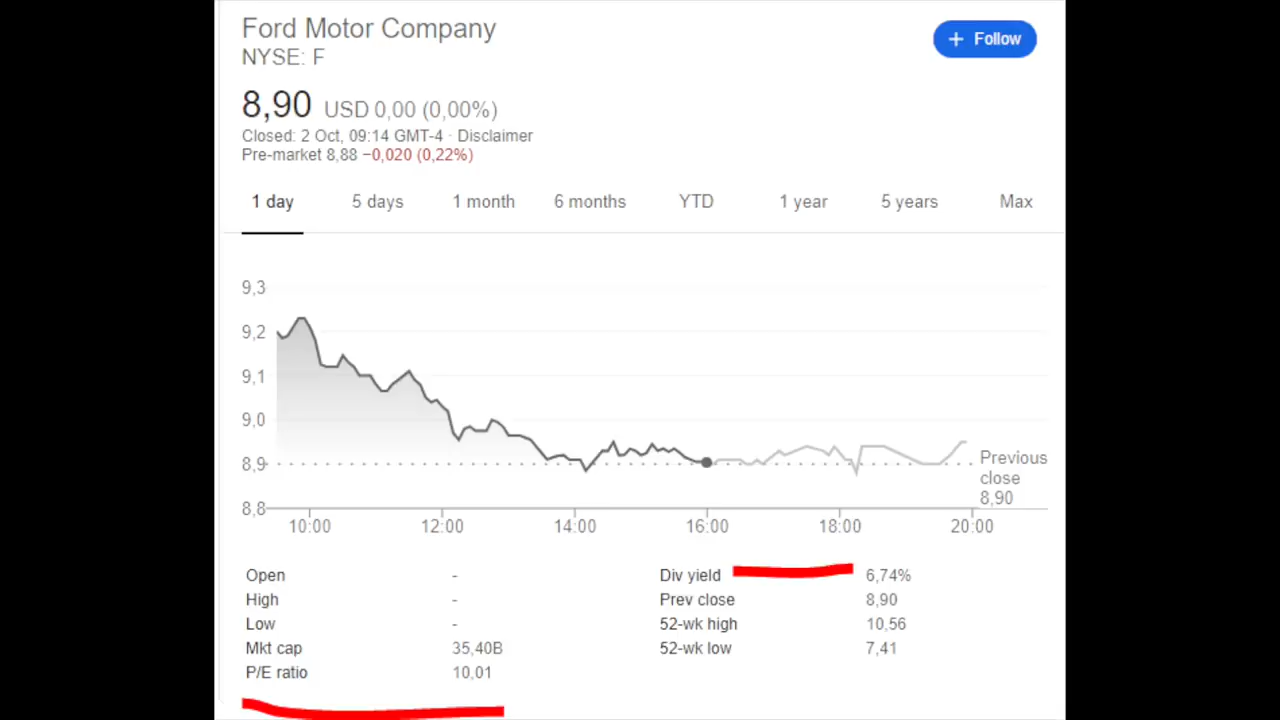 Ford Motor Company
NYSE: F
+ Follow
8,90 USD 0,00 (0,00%)
Closed: 2 Oct, 09:14 GMT-4 · Disclaimer
Pre-market 8,88 −0,020 (0,22%)
1 day 5 days 1 month 6 months YTD 1 year 5 years Max
9,3
9,2
9,1
9,0
8,9
8,8
Previous
close
8,90
10:00 12:00 14:00 16:00 18:00 20:00
Open -
High -
Low -
Mkt cap 35,40B
P/E ratio 10,01
Div yield 6,74%
Prev close 8,90
52-wk high 10,56
52-wk low 7,41